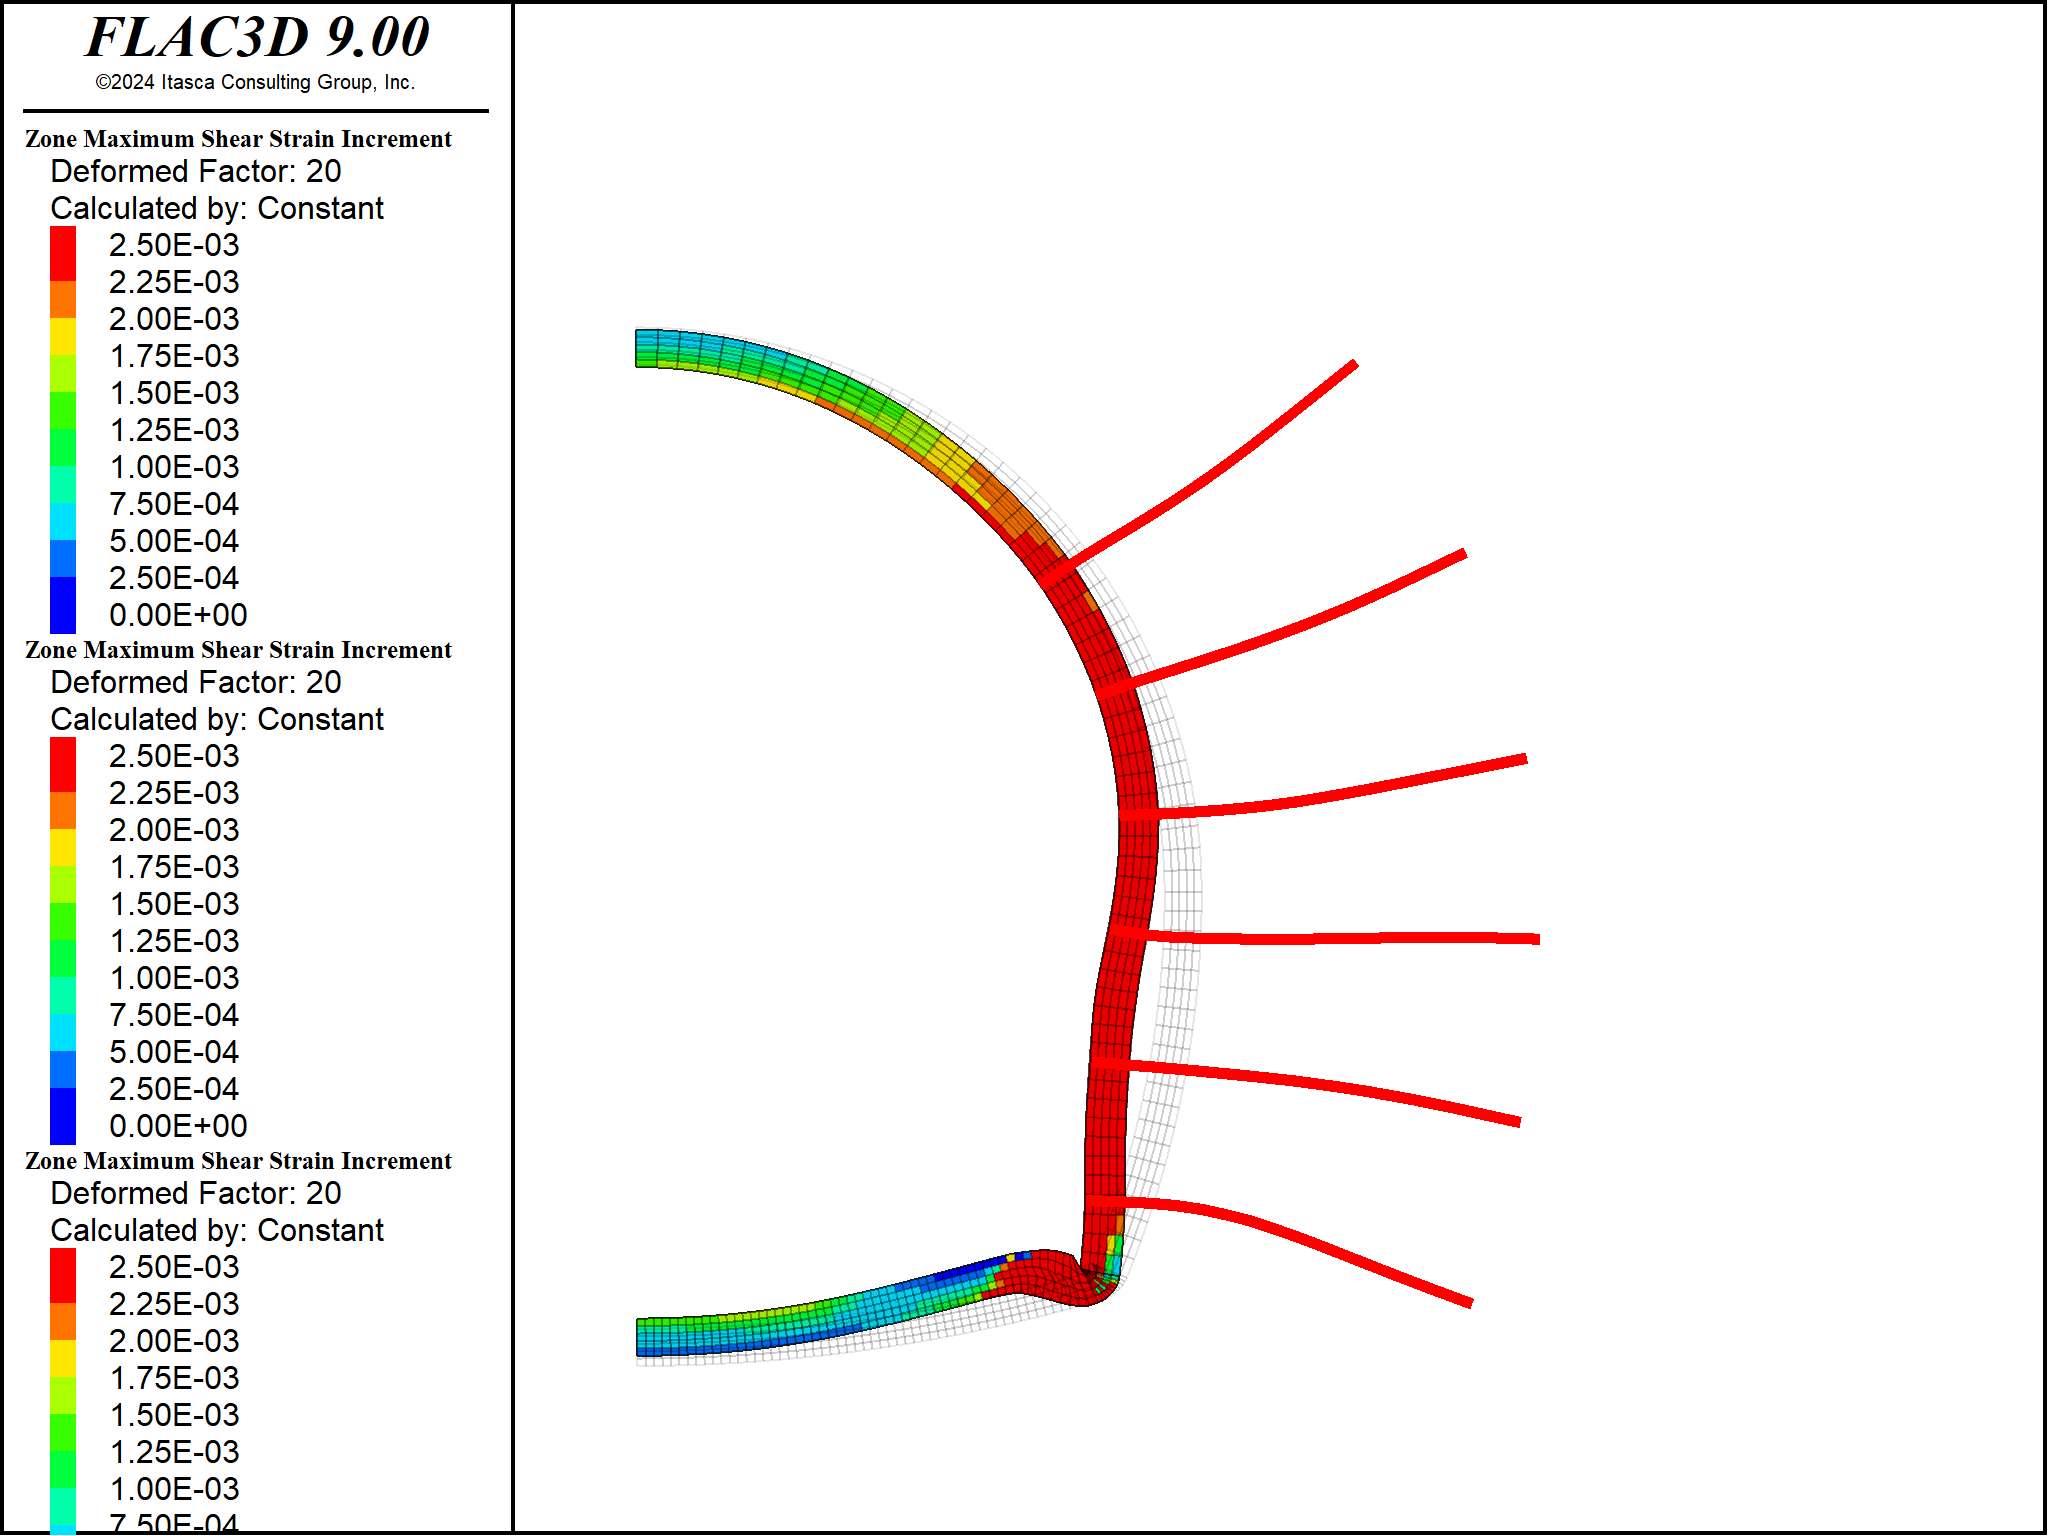 FLAC3D 9.00
©2024 Itasca Consulting Group, Inc.
Zone Maximum Shear Strain Increment
Deformed Factor: 20
Calculated by: Constant
2.50E-03
2.25E-03
2.00E-03
1.75E-03
1.50E-03
1.25E-03
1.00E-03
7.50E-04
5.00E-04
2.50E-04
0.00E+00
Zone Maximum Shear Strain Increment
Deformed Factor: 20
Calculated by: Constant
2.50E-03
2.25E-03
2.00E-03
1.75E-03
1.50E-03
1.25E-03
1.00E-03
7.50E-04
5.00E-04
2.50E-04
0.00E+00
Zone Maximum Shear Strain Increment
Deformed Factor: 20
Calculated by: Constant
2.50E-03
2.25E-03
2.00E-03
1.75E-03
1.50E-03
1.25E-03
1.00E-03
7.50E-04